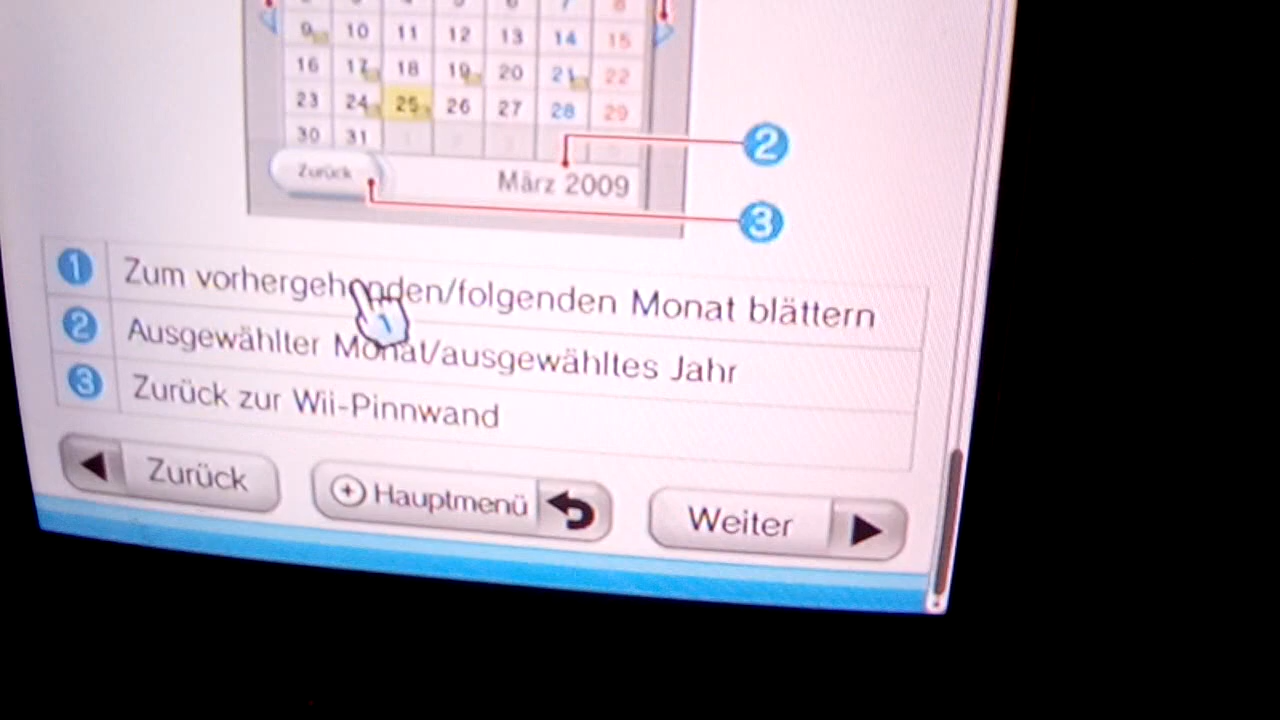 9 10 11 12 13 14 15
16 17 18 19 20 21 22
23 24 25 26 27 28 29
30 31
Zurück März 2009
2
3
1 Zum vorhergehenden/folgenden Monat blättern
2 Ausgewählter Monat/ausgewähltes Jahr
3 Zurück zur Wii-Pinnwand
Zurück + Hauptmenü Weiter